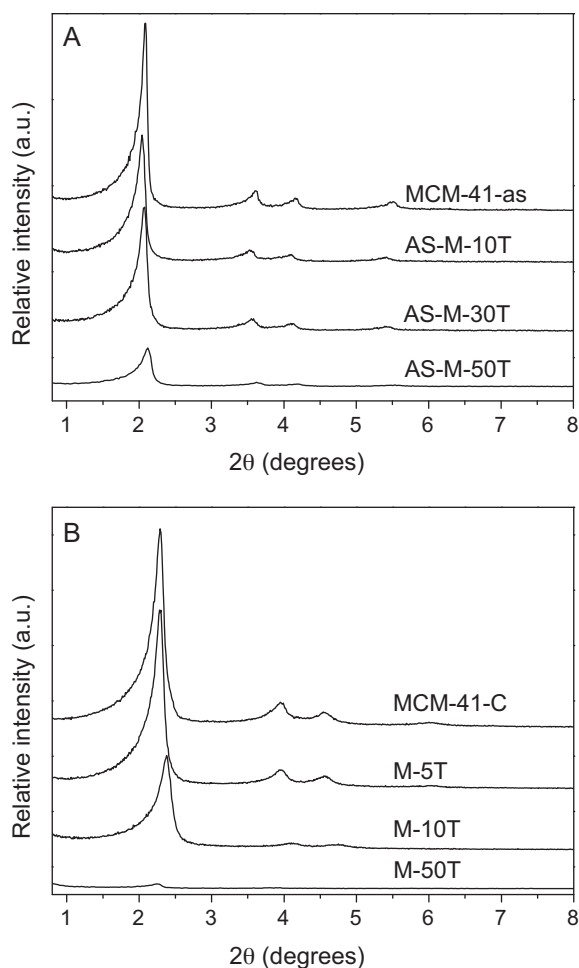 A
Relative intensity (a.u.)
MCM-41-as
AS-M-10T
AS-M-30T
AS-M-50T
1 2 3 4 5 6 7 8
2θ (degrees)
B
Relative intensity (a.u.)
MCM-41-C
M-5T
M-10T
M-50T
1 2 3 4 5 6 7 8
2θ (degrees)